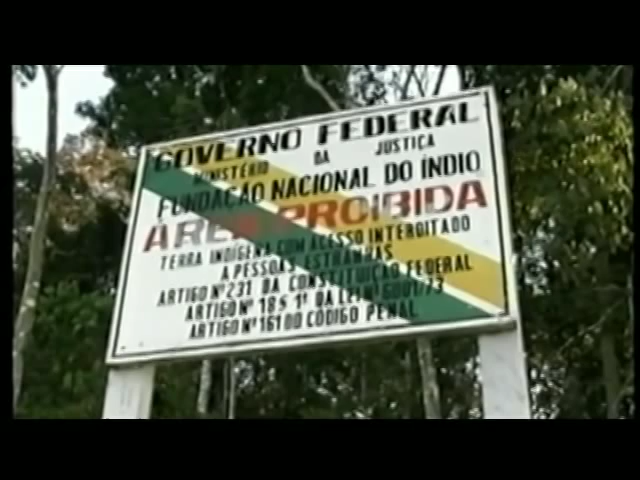 GOVERNO FEDERAL
MINISTÉRIO DA JUSTIÇA
FUNDAÇÃO NACIONAL DO ÍNDIO
ÁREA PROIBIDA
TERRA INDÍGENA COM ACESSO INTERDITADO
A PESSOAS ESTRANHAS
ARTIGO Nº 231 DA CONSTITUIÇÃO FEDERAL
ARTIGO Nº 18 § 1º DA LEI Nº 6001/73
ARTIGO Nº 161 DO CÓDIGO PENAL